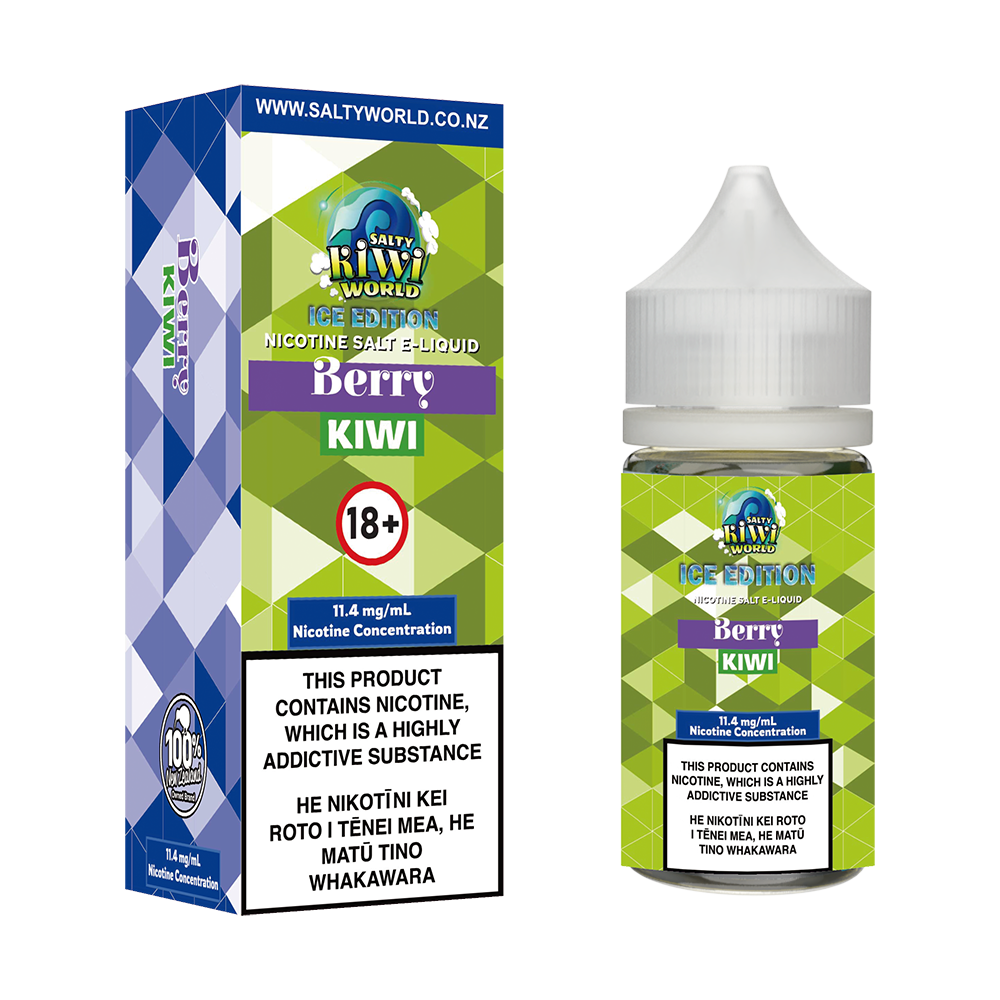 WWW.SALTYWORLD.CO.NZ
SALTY
KIWI
WORLD
ICE EDITION
NICOTINE SALT E-LIQUID
Berry
KIWI
18+
11.4 mg/mL
Nicotine Concentration
THIS PRODUCT
CONTAINS NICOTINE,
WHICH IS A HIGHLY
ADDICTIVE SUBSTANCE
HE NIKOTĪNI KEI
ROTO I TĒNEI MEA, HE
MATŪ TINO
WHAKAWARA
Berry
KIWI
100%
New Zealand
(Owned Brand)
11.4 mg/mL
Nicotine Concentration
SALTY
KIWI
WORLD
ICE EDITION
NICOTINE SALT E-LIQUID
Berry
KIWI
11.4 mg/mL
Nicotine Concentration
THIS PRODUCT CONTAINS
NICOTINE, WHICH IS A HIGHLY
ADDICTIVE SUBSTANCE
HE NIKOTĪNI KEI ROTO
I TĒNEI MEA, HE MATŪ
TINO WHAKAWARA